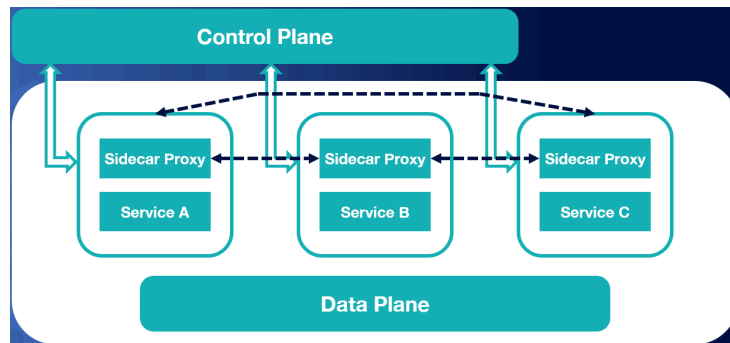 Control Plane
Sidecar Proxy
Sidecar Proxy
Sidecar Proxy
Service A
Service B
Service C
Data Plane